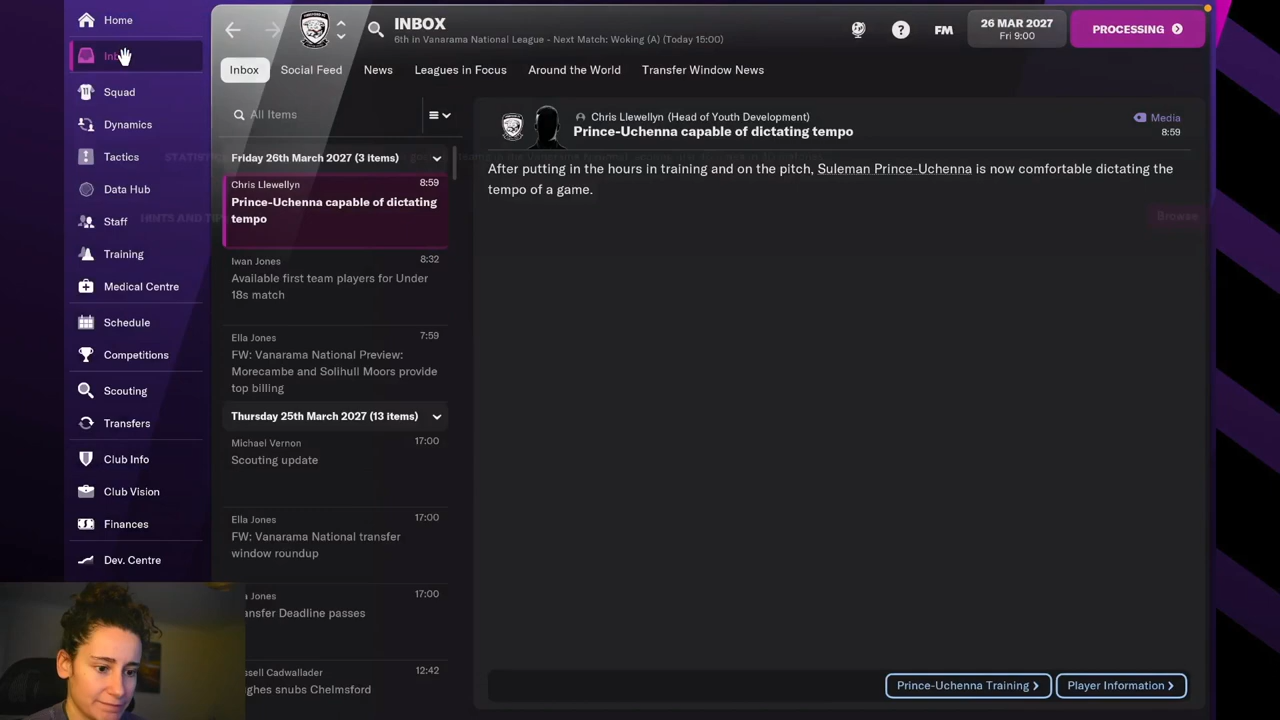 Home
Inbox
Squad
Dynamics
Tactics
Data Hub
Staff
Training
Medical Centre
Schedule
Competitions
Scouting
Transfers
Club Info
Club Vision
Finances
Dev. Centre
INBOX
6th in Vanarama National League - Next Match: Woking (A) (Today 15:00)
FM
26 MAR 2027
Fri 9:00
PROCESSING
Inbox
Social Feed
News
Leagues in Focus
Around the World
Transfer Window News
All Items
Friday 26th March 2027 (3 items)
Chris Llewellyn 8:59
Prince-Uchenna capable of dictating
tempo
Iwan Jones 8:32
Available first team players for Under
18s match
Ella Jones 7:59
FW: Vanarama National Preview:
Morecambe and Solihull Moors provide
top billing
Thursday 25th March 2027 (13 items)
Michael Vernon 17:00
Scouting update
Ella Jones 17:00
FW: Vanarama National transfer
window roundup
a Jones 17:00
ransfer Deadline passes
ssell Cadwallader 12:42
ghes snubs Chelmsford
Chris Llewellyn (Head of Youth Development)
Prince-Uchenna capable of dictating tempo
Media
8:59
After putting in the hours in training and on the pitch, Suleman Prince-Uchenna is now comfortable dictating the
tempo of a game.
HINTS AND TIPS
Browse
Prince-Uchenna Training
Player Information